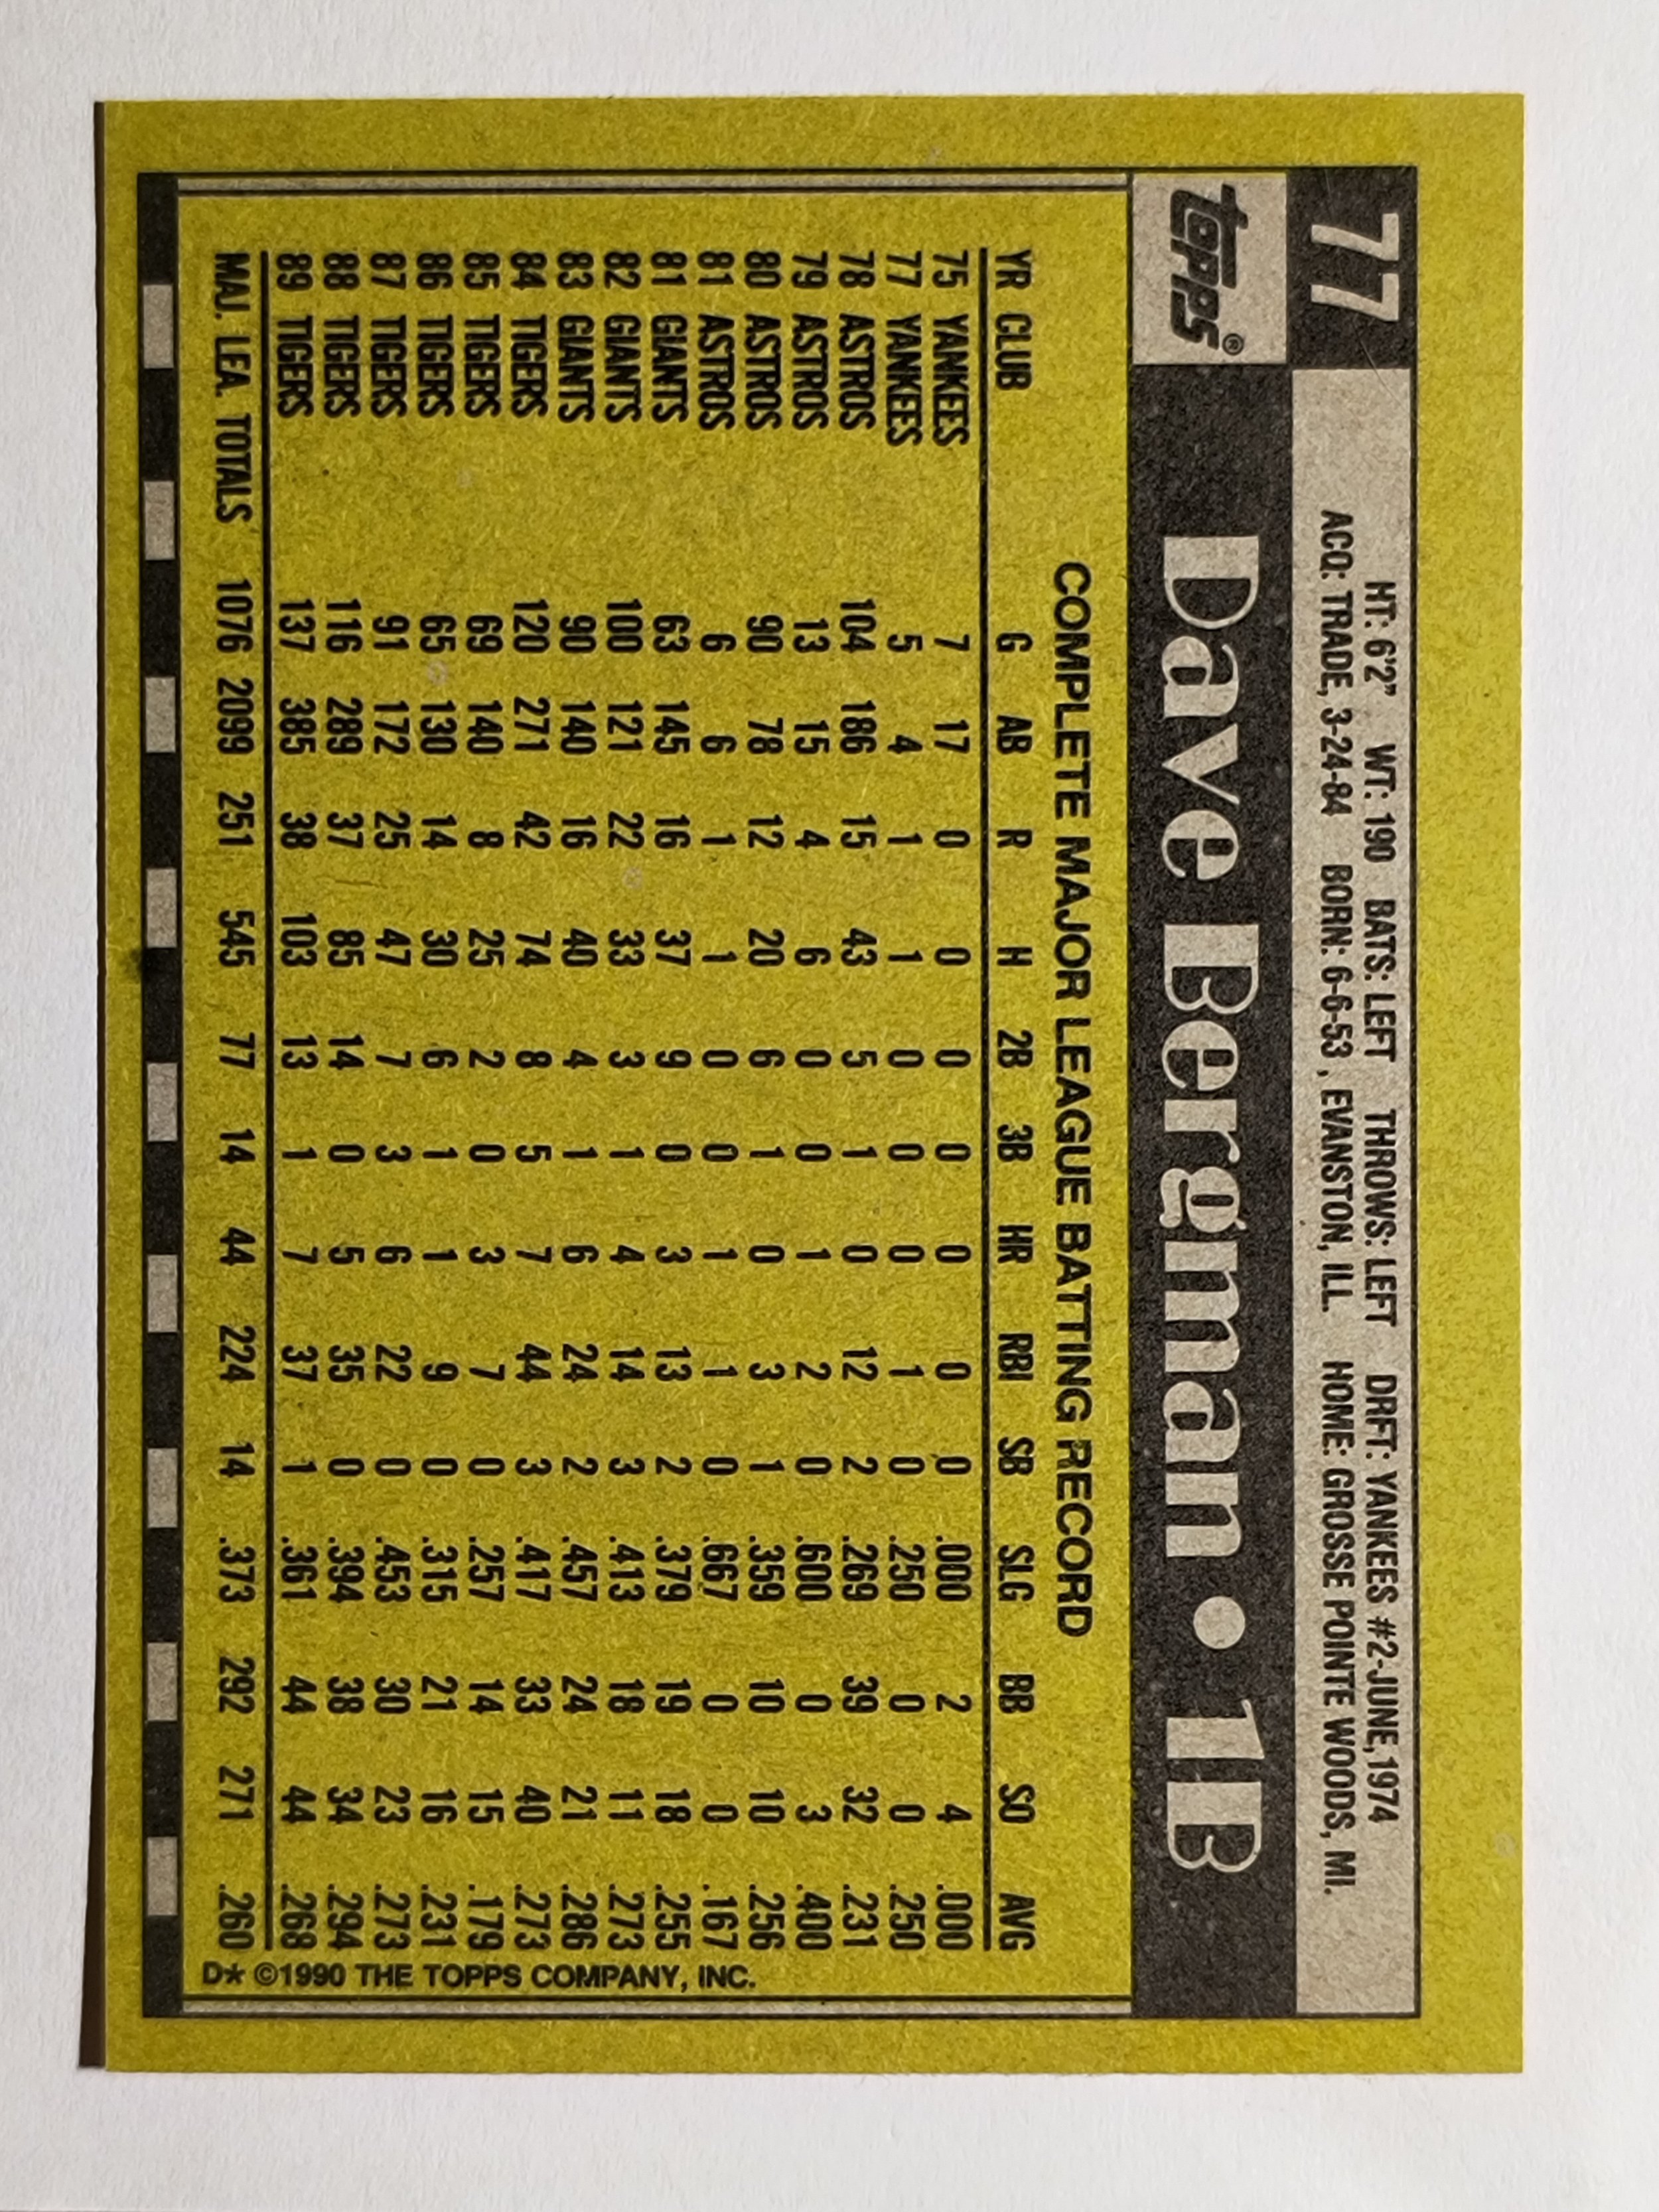 77
HT: 6'2" WT: 190 BATS: LEFT THROWS: LEFT DRFT: YANKEES #2-JUNE,1974
ACQ: TRADE, 3-24-84 BORN: 6-6-53, EVANSTON, ILL. HOME: GROSSE POINTE WOODS, MI.
TOPPS®
Dave Bergman • 1B
COMPLETE MAJOR LEAGUE BATTING RECORD
YR CLUB G AB R H 2B 3B HR RBI SB SLG BB SO AVG
75 YANKEES 7 17 0 0 0 0 0 0 0 .000 2 4 .000
77 YANKEES 5 4 1 1 0 0 0 1 0 .250 0 0 .250
78 ASTROS 104 186 15 43 5 1 0 12 2 .269 39 32 .231
79 ASTROS 13 15 4 6 0 0 1 2 0 .600 0 3 .400
80 ASTROS 90 78 12 20 6 1 0 3 1 .359 10 10 .256
81 ASTROS 6 6 1 1 0 0 1 1 0 .667 0 0 .167
81 GIANTS 63 145 16 37 9 0 3 13 2 .379 19 18 .255
82 GIANTS 100 121 22 33 3 1 4 14 3 .413 18 11 .273
83 GIANTS 90 140 16 40 4 1 6 24 2 .457 24 21 .286
84 TIGERS 120 271 42 74 8 5 7 44 3 .417 33 40 .273
85 TIGERS 69 140 8 25 2 0 3 7 0 .257 14 15 .179
86 TIGERS 65 130 14 30 6 1 1 9 0 .315 21 16 .231
87 TIGERS 91 172 25 47 7 3 6 22 0 .453 30 23 .273
88 TIGERS 116 289 37 85 14 0 5 35 0 .394 38 34 .294
89 TIGERS 137 385 38 103 13 1 7 37 1 .361 44 44 .268
MAJ. LEA. TOTALS 1076 2099 251 545 77 14 44 224 14 .373 292 271 .260
D* ©1990 THE TOPPS COMPANY, INC.